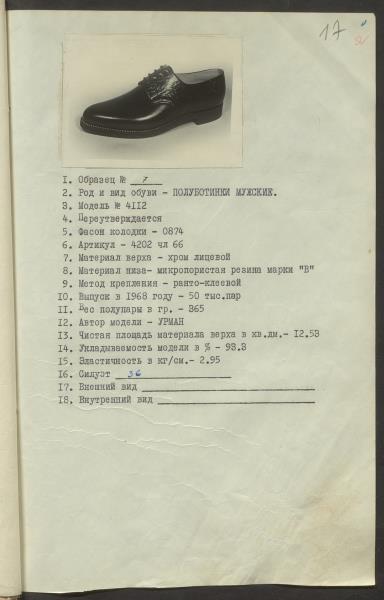 17
1. Образец № 7
2. Род и вид обуви - ПОЛУБОТИНКИ МУЖСКИЕ.
3. Модель № 4112
4. Переутверждается
5. Фасон колодки - 0874
6. Артикул - 4202 чл 66
7. Материал верха - хром лицевой
8. Материал низа- микропористая резина марки "В"
9. Метод крепления - ранто-клеевой
10. Выпуск в 1968 году - 50 тыс.пар
11. Вес полупары в гр. - 365
12. Автор модели - УРМАН
13. Чистая площадь материала верха в кв.дм.- 12.53
14. Укладываемость модели в % - 93.3
15. Эластичность в кг/см.- 2.95
16. Силуэт 36
17. Внешний вид
18. Внутренний вид